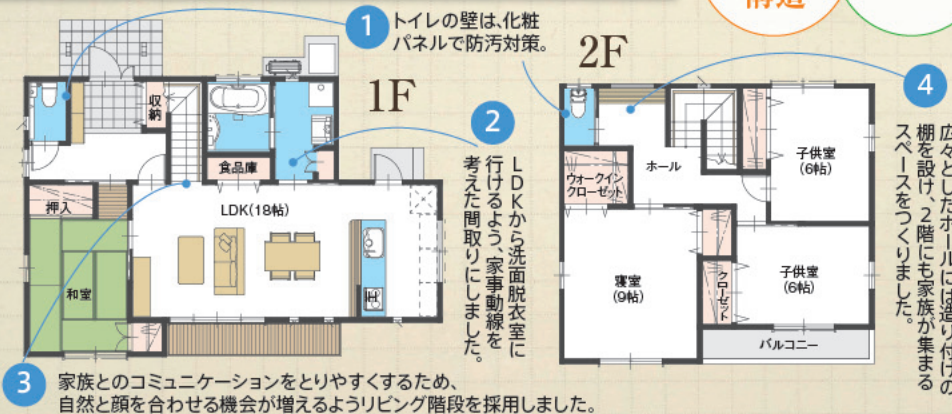 構造
1 トイレの壁は、化粧
パネルで防汚対策。
1F
収納
食品庫
押入
LDK(18帖)
和室
2
LDKから洗面脱衣室に
行けるよう、家事動線を
考えた間取りにしました。
3 家族とのコミュニケーションをとりやすくするため、
自然と顔を合わせる機会が増えるようリビング階段を採用しました。
2F
ホール
ウォークイン
クローゼット
子供室
(6帖)
寝室
(9帖)
クローゼット
子供室
(6帖)
バルコニー
4
広々としたホールには造り付けの
棚を設け、2階にも家族が集まる
スペースをつくりました。